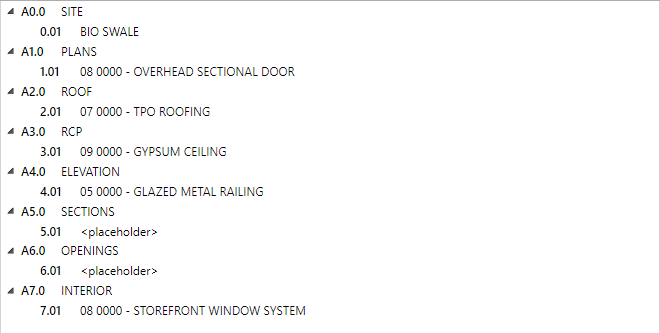 A0.0 SITE
0.01 BIO SWALE
A1.0 PLANS
1.01 08 0000 - OVERHEAD SECTIONAL DOOR
A2.0 ROOF
2.01 07 0000 - TPO ROOFING
A3.0 RCP
3.01 09 0000 - GYPSUM CEILING
A4.0 ELEVATION
4.01 05 0000 - GLAZED METAL RAILING
A5.0 SECTIONS
5.01 <placeholder>
A6.0 OPENINGS
6.01 <placeholder>
A7.0 INTERIOR
7.01 08 0000 - STOREFRONT WINDOW SYSTEM